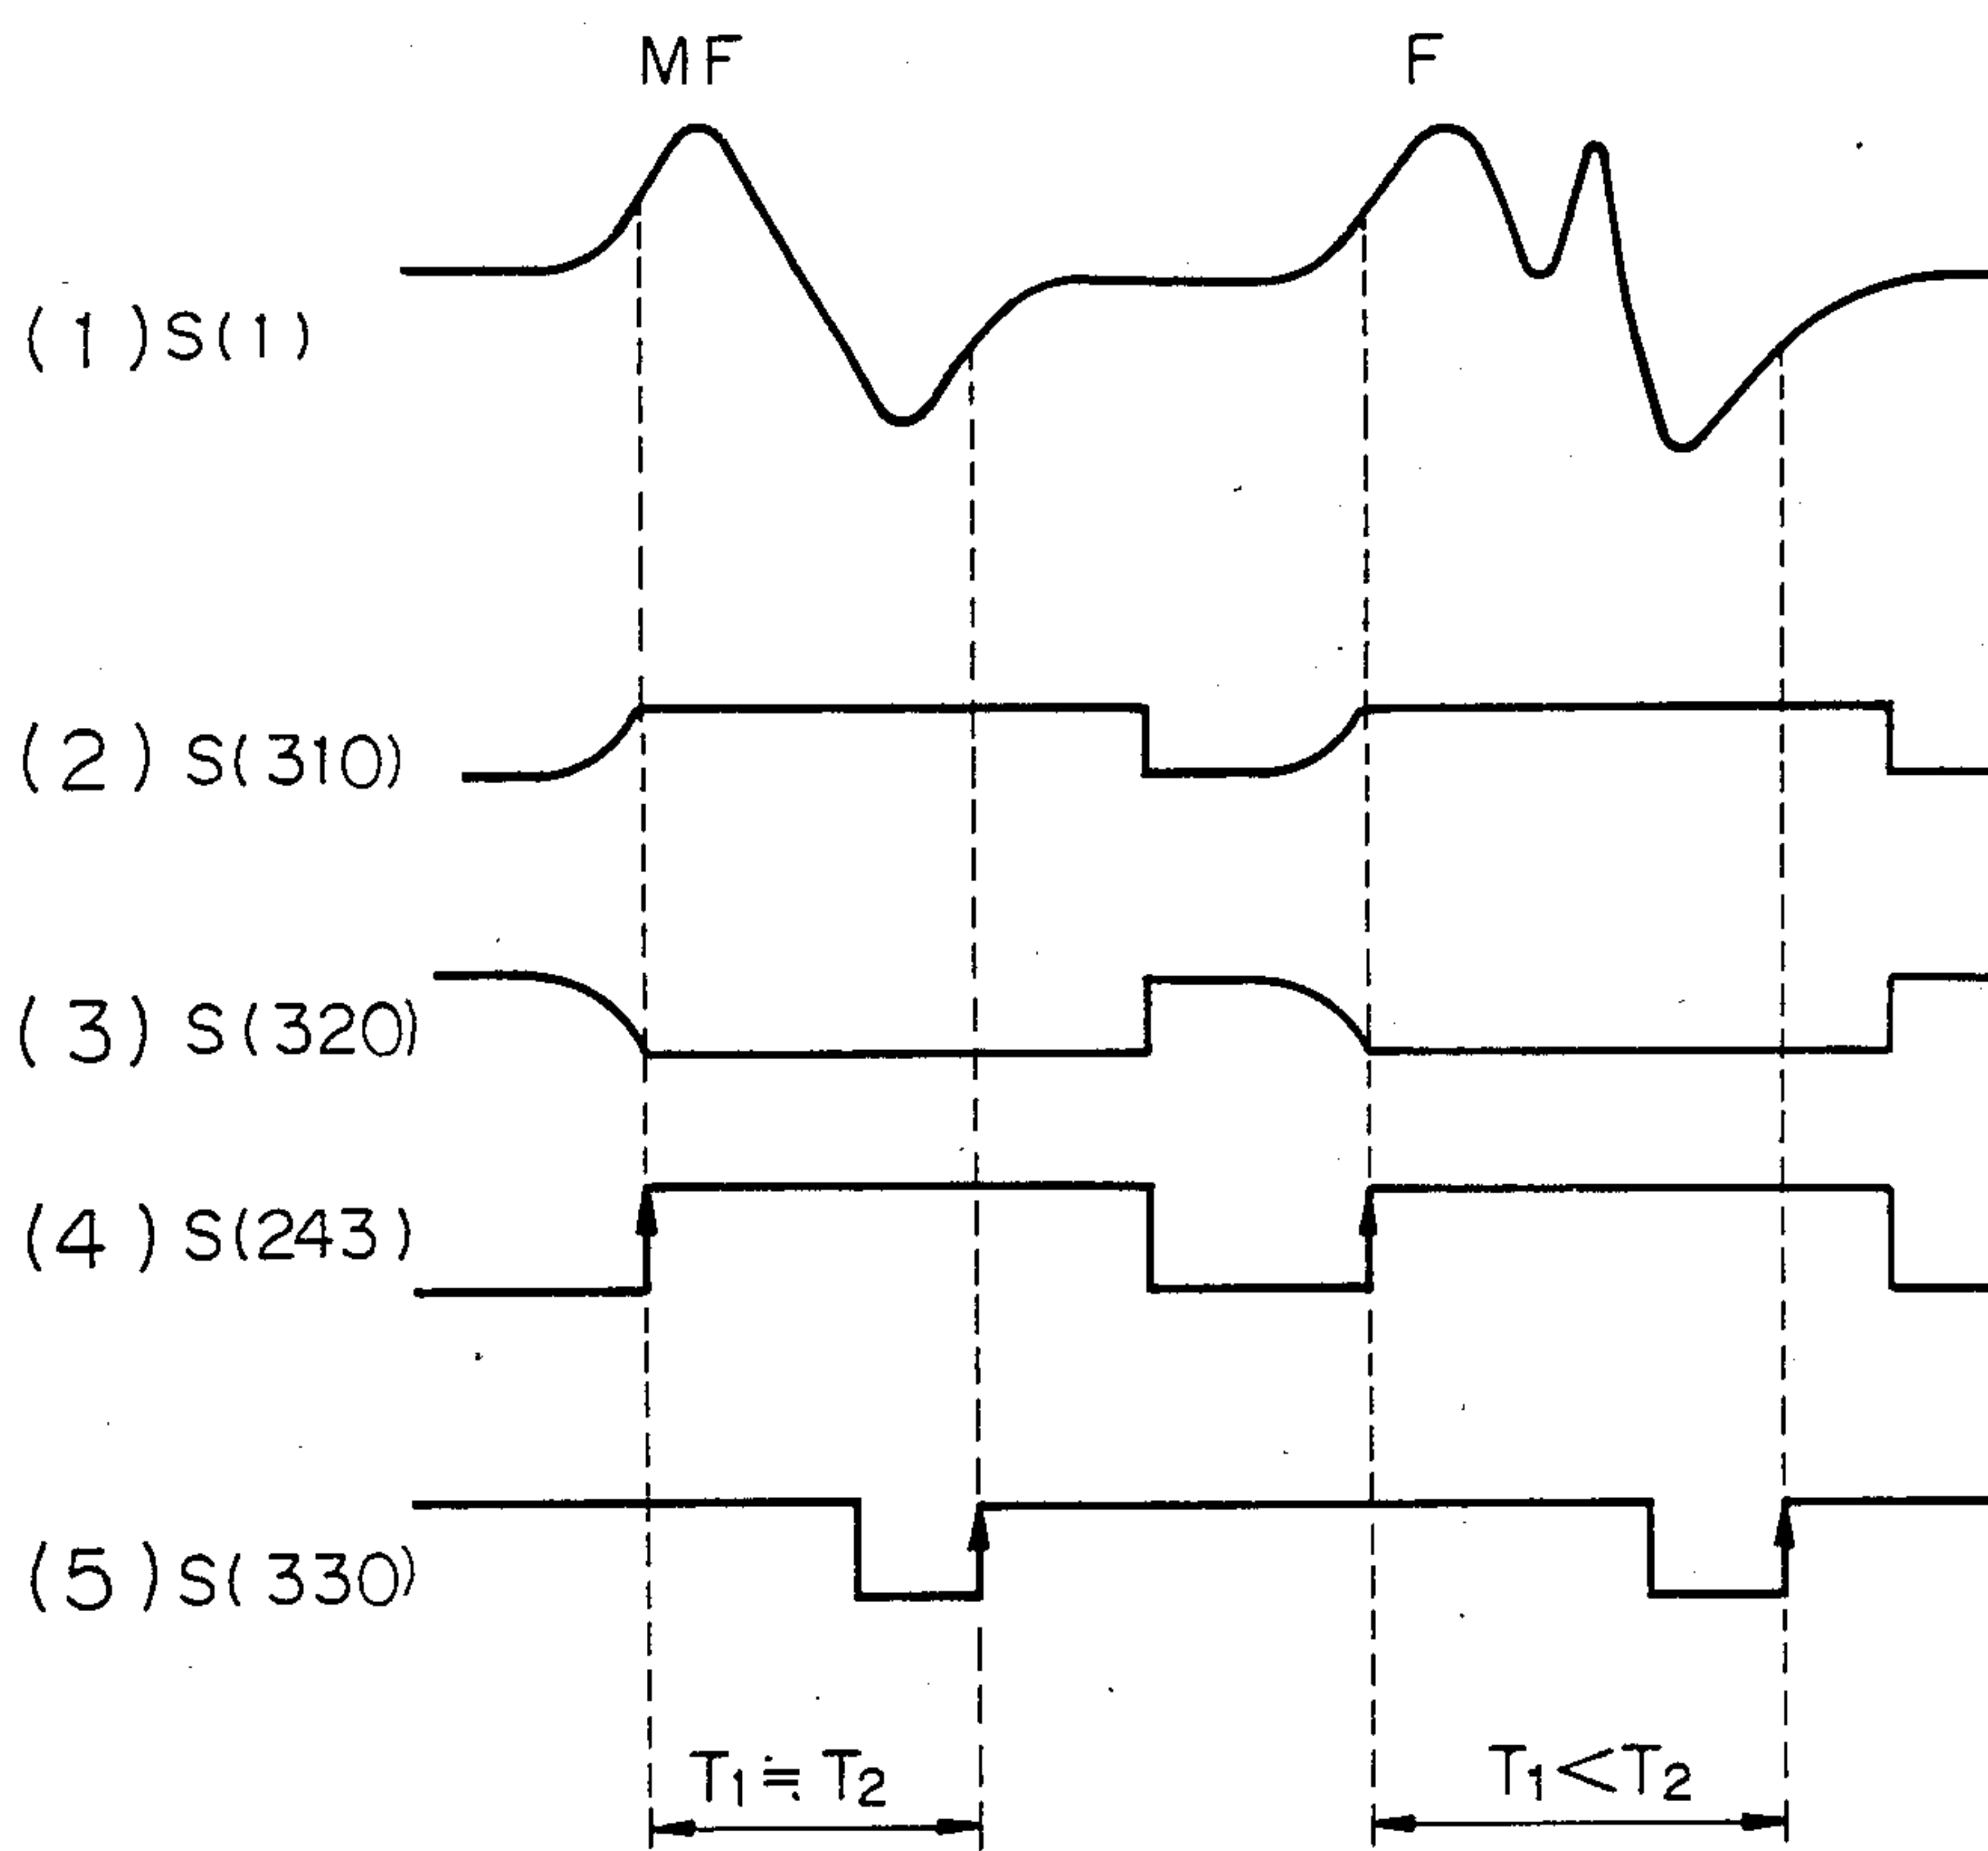 MF
F
(1) S(1)
(2) S(310)
(3) S(320)
(4) S(243)
(5) S(330)
T1≒T2
T1<T2